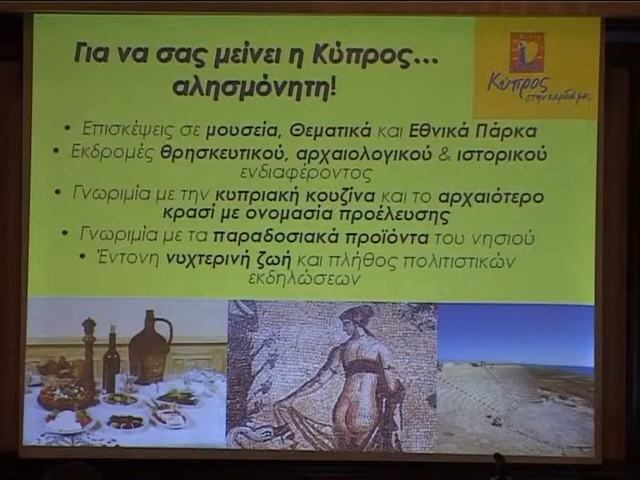 Για να σας μείνει η Κύπρος...
αλησμόνητη!
Κύπρος
στην καρδιά μας
• Επισκέψεις σε μουσεία, Θεματικά και Εθνικά Πάρκα
• Εκδρομές θρησκευτικού, αρχαιολογικού & ιστορικού
ενδιαφέροντος
• Γνωριμία με την κυπριακή κουζίνα και το αρχαιότερο
κρασί με ονομασία προέλευσης
• Γνωριμία με τα παραδοσιακά προϊόντα του νησιού
• Έντονη νυχτερινή ζωή και πλήθος πολιτιστικών
εκδηλώσεων